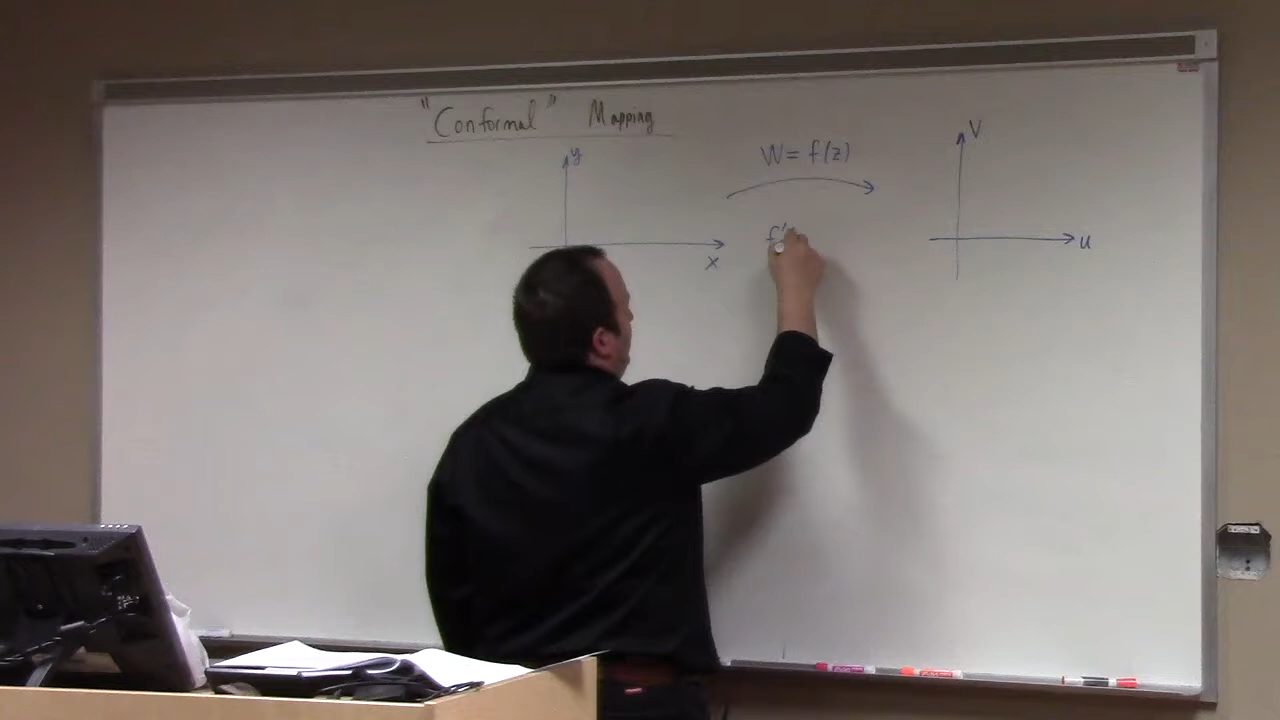 "Conformal" Mapping
y
x
W = f(z)
f'
V
u